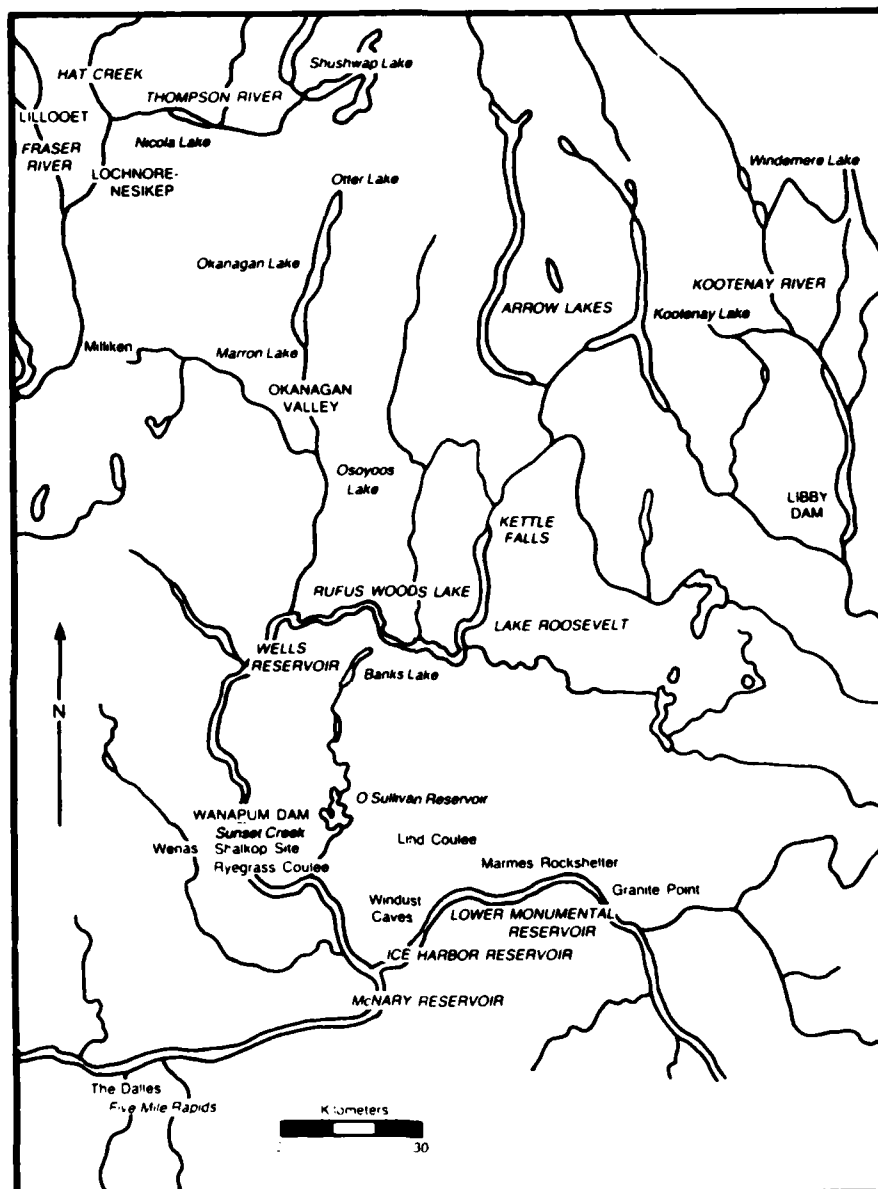 Shushwap Lake
HAT CREEK
THOMPSON RIVER
LILLOOET
Nicola Lake
FRASER
RIVER
LOCHNORE-
NESIKEP
Windemere Lake
Otter Lake
Okanagan Lake
KOOTENAY RIVER
ARROW LAKES
Kootenay Lake
Milliken
Marron Lake
OKANAGAN
VALLEY
Osoyoos
Lake
LIBBY
DAM
KETTLE
FALLS
RUFUS WOODS LAKE
LAKE ROOSEVELT
WELLS
RESERVOIR
Banks Lake
N
O Sullivan Reservoir
WANAPUM DAM
Sunset Creek
Lind Coulee
Wenas
Shalkop Site
Ryegrass Coulee
Marmes Rockshelter
Granite Point
Windust
Caves
LOWER MONUMENTAL
RESERVOIR
ICE HARBOR RESERVOIR
McNARY RESERVOIR
The Dalles
Five Mile Rapids
Kilometers
30